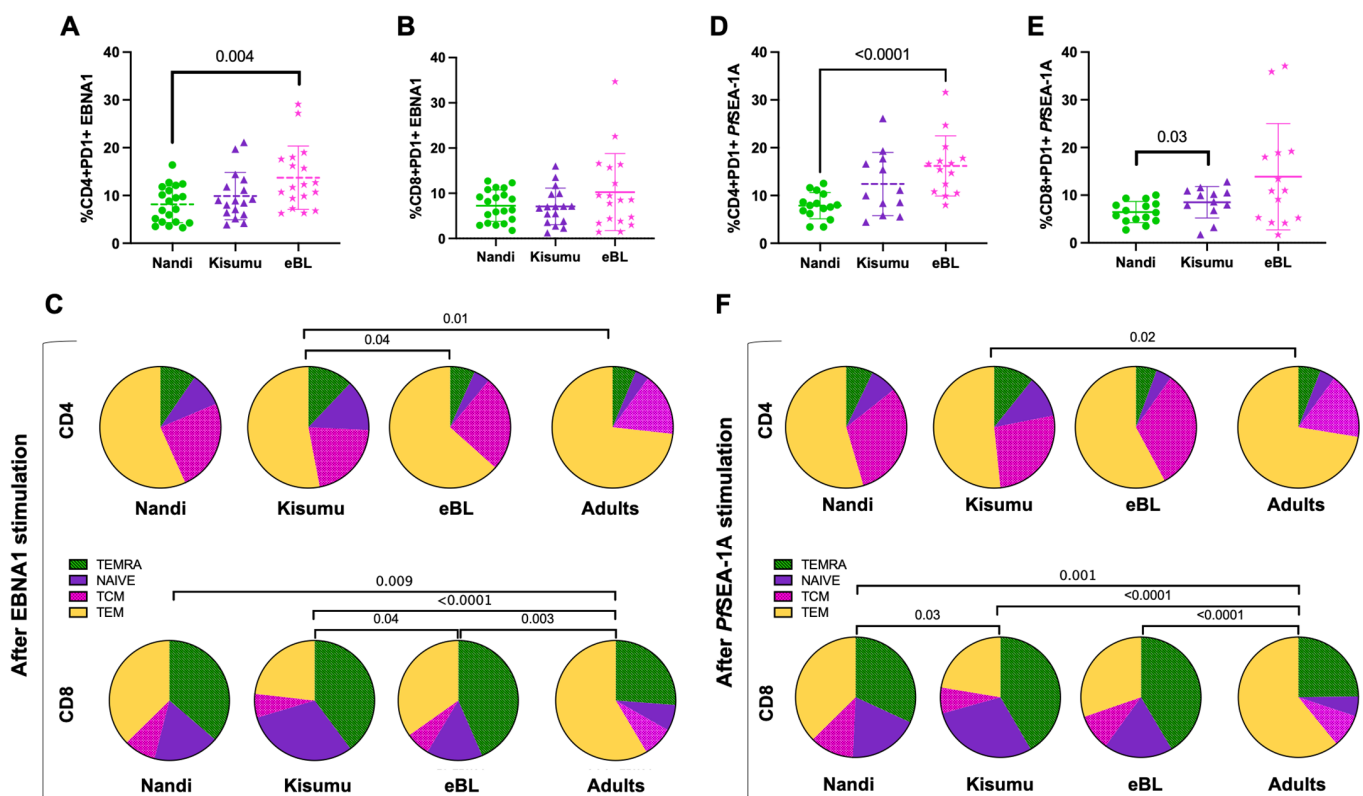 A
0.004
%CD4+PD1+ EBNA1
40
30
20
10
0
Nandi Kisumu eBL
B
%CD8+PD1+ EBNA1
40
30
20
10
0
Nandi Kisumu eBL
D
<0.0001
%CD4+PD1+ PfSEA-1A
40
30
20
10
0
Nandi Kisumu eBL
E
0.03
%CD8+PD1+ PfSEA-1A
40
30
20
10
0
Nandi Kisumu eBL
C
After EBNA1 stimulation
CD4
0.01
0.04
Nandi Kisumu eBL Adults
TEMRA
NAIVE
TCM
TEM
CD8
0.009
<0.0001
0.04 0.003
Nandi Kisumu eBL Adults
F
After PfSEA-1A stimulation
CD4
0.02
Nandi Kisumu eBL Adults
TEMRA
NAIVE
TCM
TEM
CD8
0.001
<0.0001
0.03 <0.0001
Nandi Kisumu eBL Adults